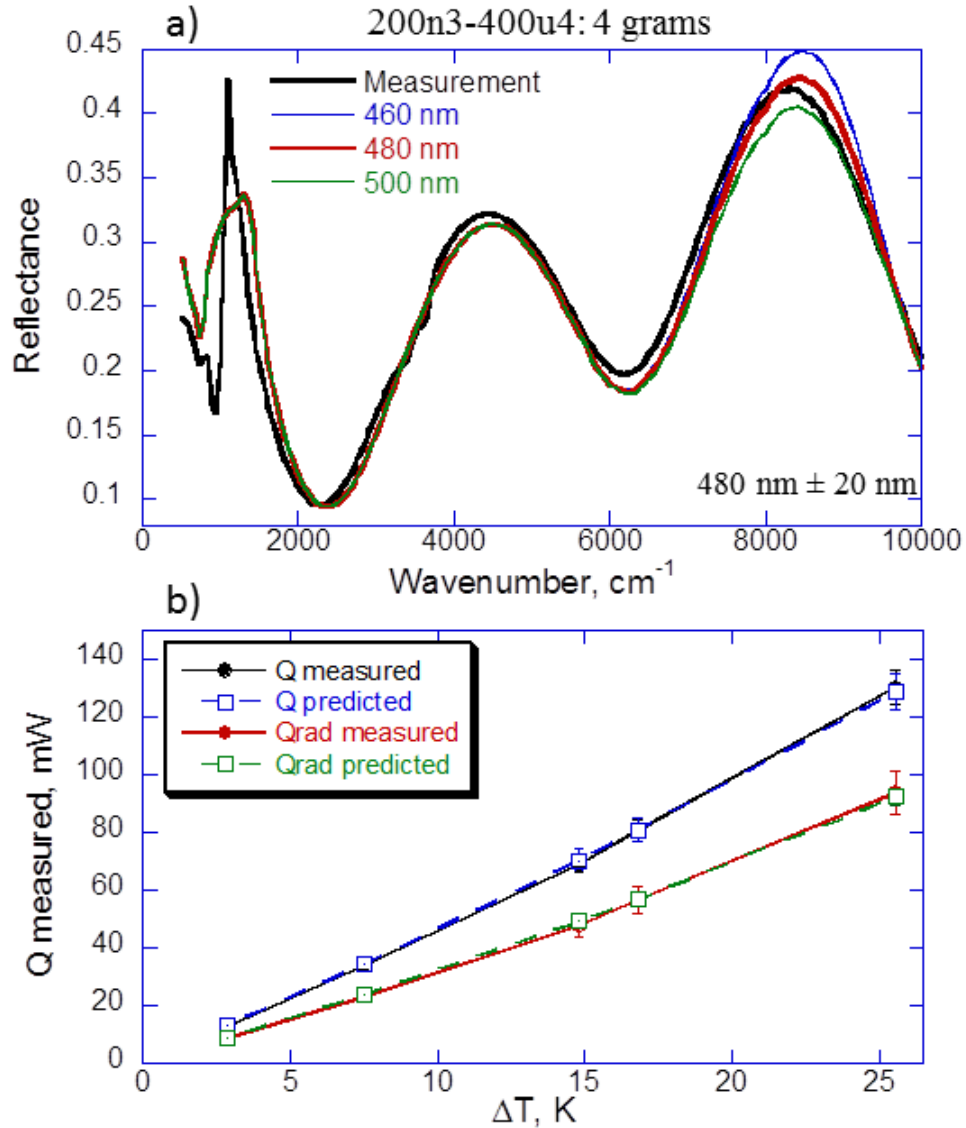 a)
200n3-400u4: 4 grams
Measurement
460 nm
480 nm
500 nm
480 nm ± 20 nm
0.45
0.4
0.35
0.3
0.25
0.2
0.15
0.1
Reflectance
0 2000 4000 6000 8000 10000
Wavenumber, cm⁻¹
b)
Q measured
Q predicted
Qrad measured
Qrad predicted
140
120
100
80
60
40
20
0
Q measured, mW
0 5 10 15 20 25
ΔT, K